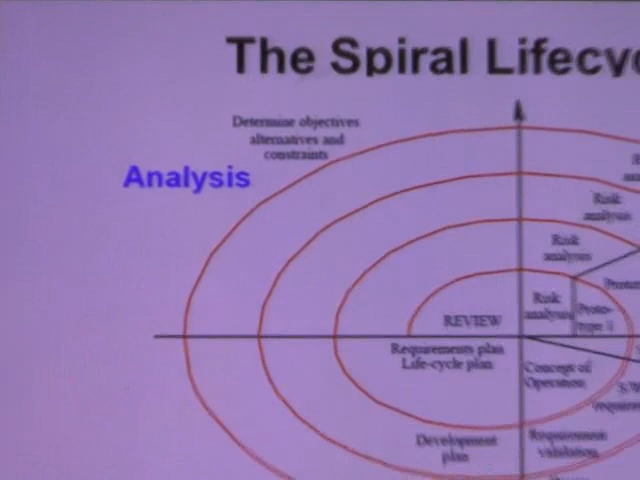 The Spiral Lifecyc
Determine objectives
alternatives and
constraints
Analysis
Risk
analysis
Risk
analysis
Risk
analysis
Proto-
type 1
REVIEW
Requirements plan
Life-cycle plan
Concept of
Operation
Development
plan
Requirement
validation